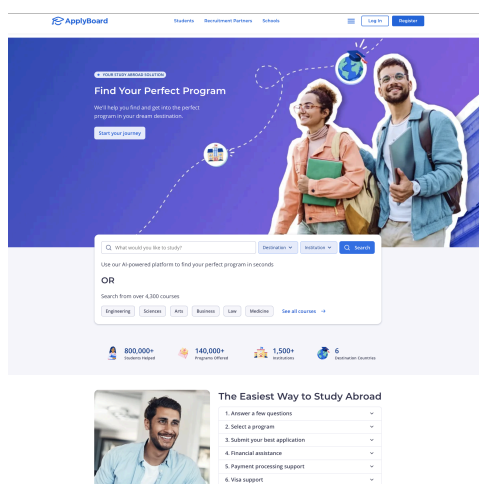 ApplyBoard
Students Recruitment Partners Schools
Log In Register
YOUR STUDY ABROAD SOLUTION
Find Your Perfect Program
We'll help you find and get into the perfect
program in your dream destination.
Start your journey
What would you like to study? Destination Institution Search
Use our AI-powered platform to find your perfect program in seconds
OR
Search from over 4,300 courses
Engineering Sciences Arts Business Law Medicine See all courses →
800,000+ 140,000+ 1,500+ 6
Students Helped Programs Offered Institutions Destination Countries
The Easiest Way to Study Abroad
1. Answer a few questions
2. Select a program
3. Submit your best application
4. Financial assistance
5. Payment processing support
6. Visa support